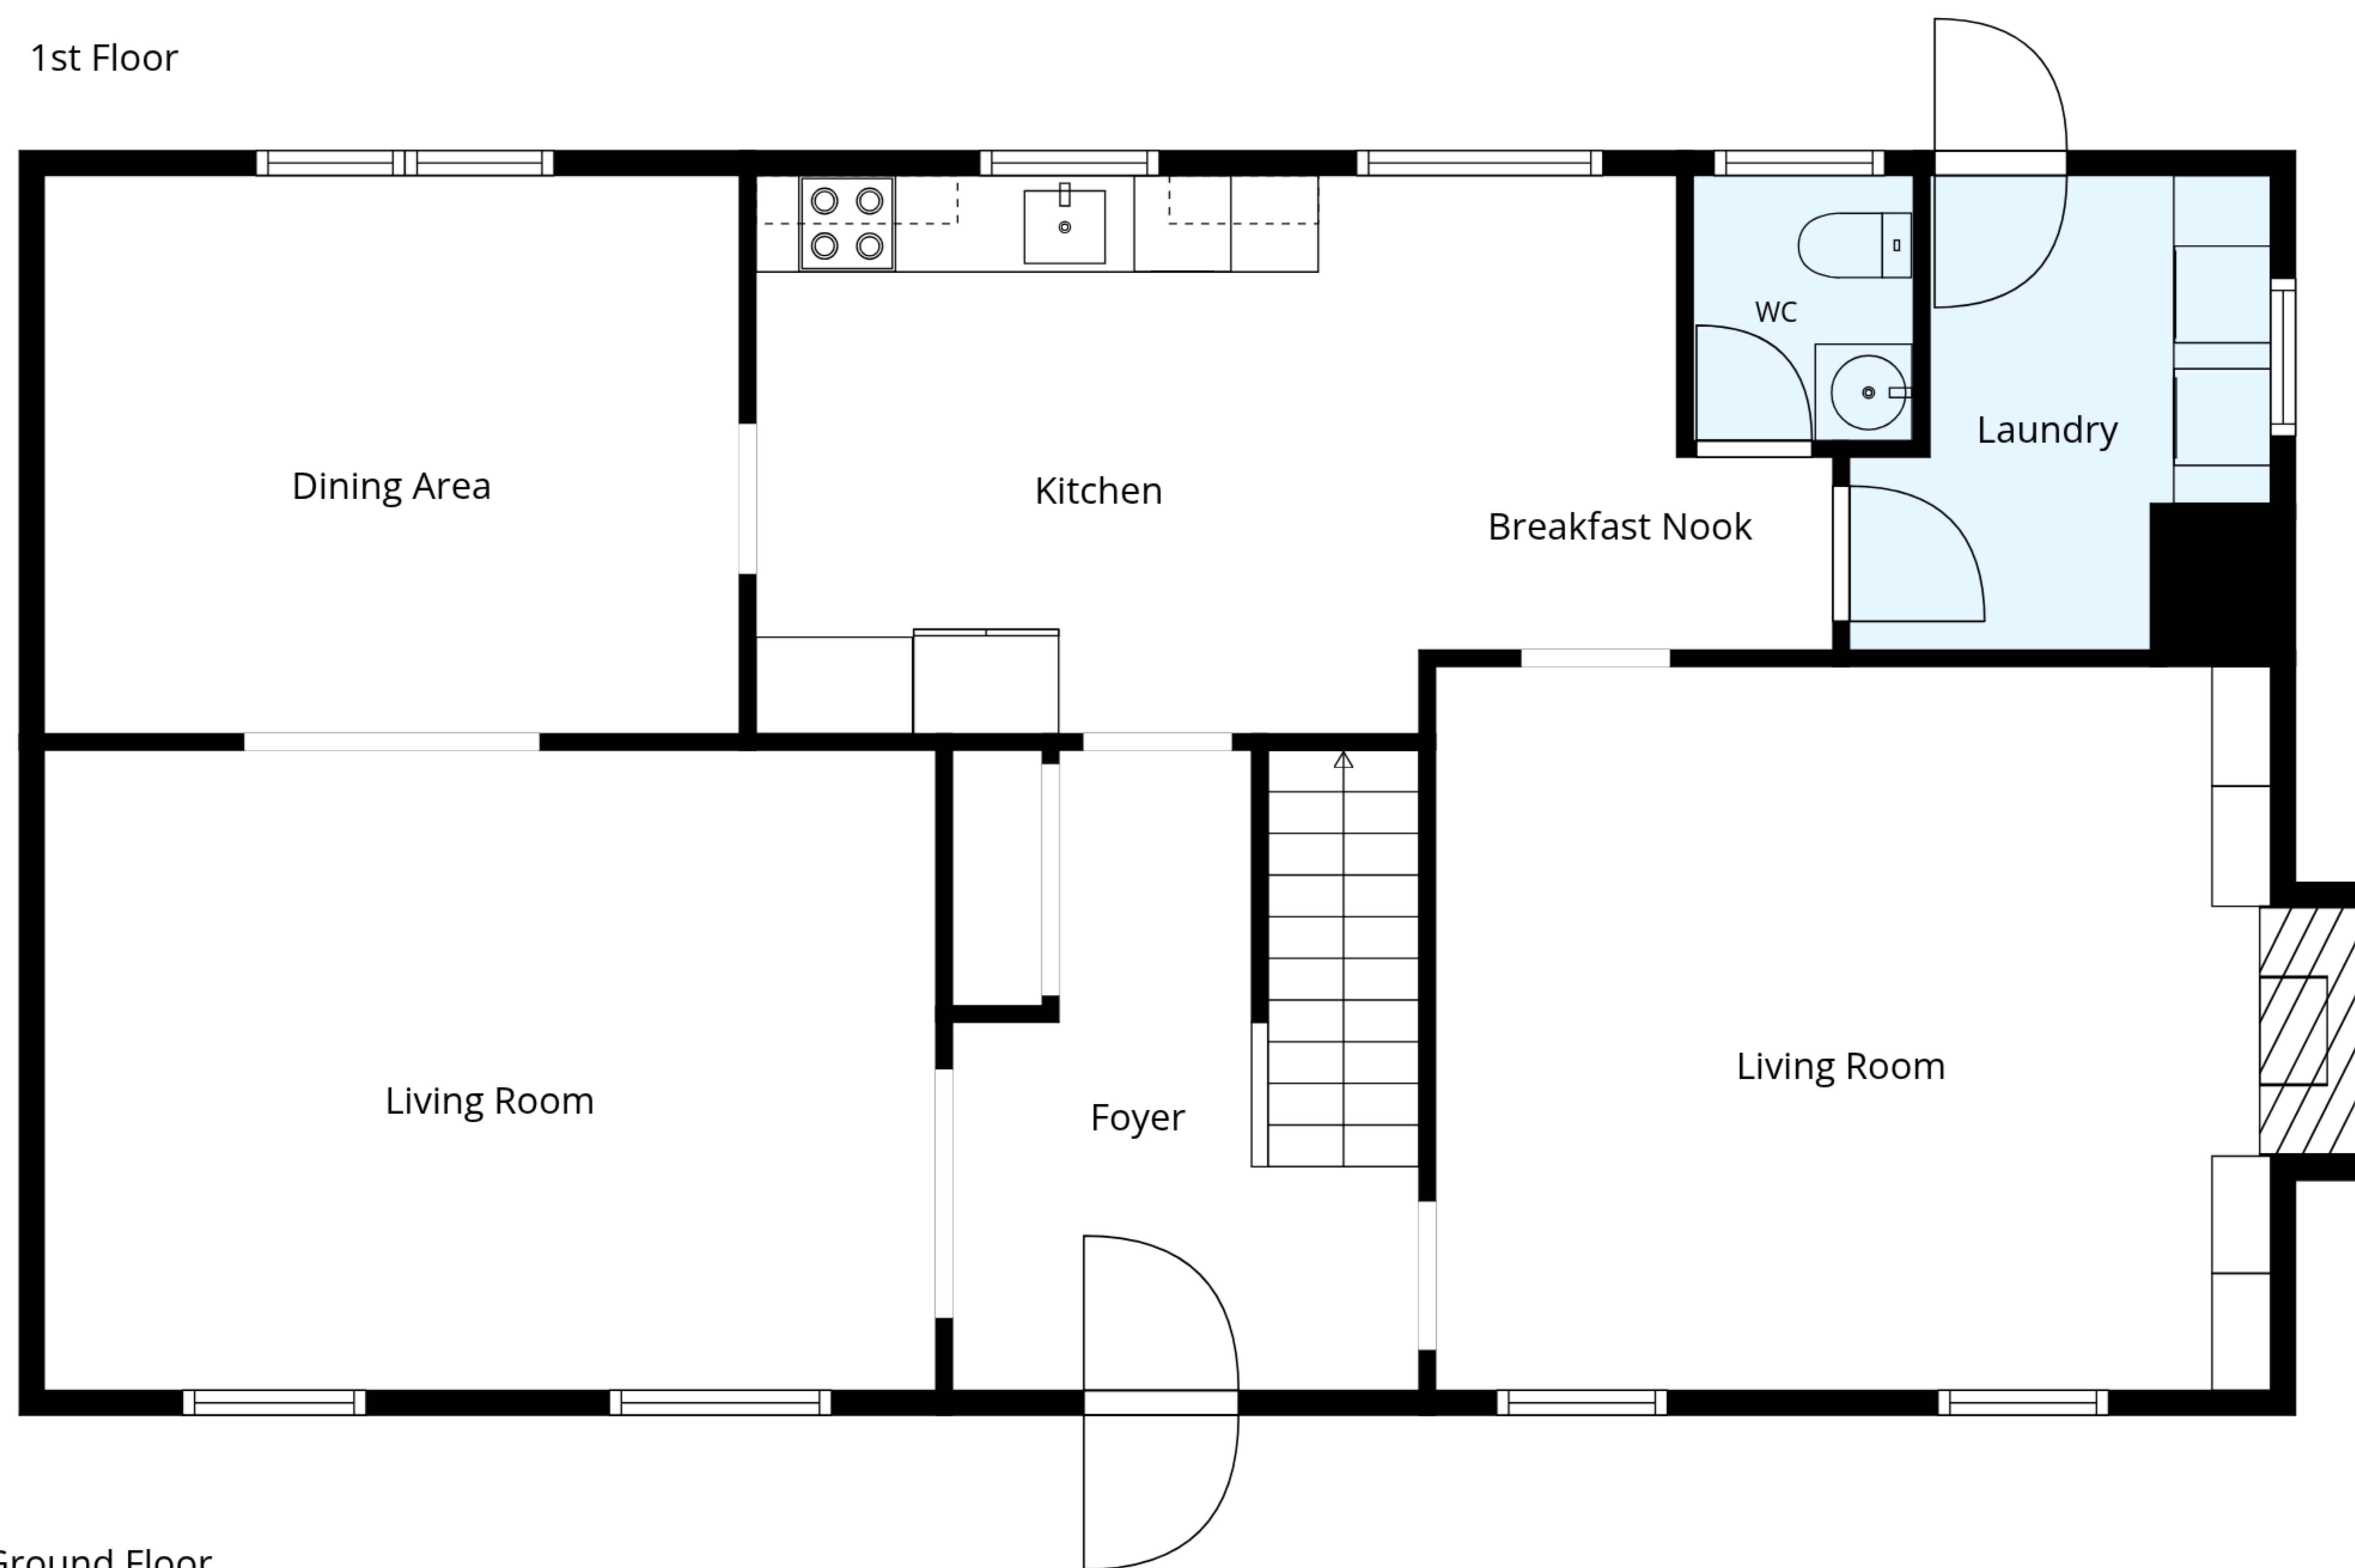 1st Floor
WC
Laundry
Dining Area
Kitchen
Breakfast Nook
Living Room
Living Room
Foyer
Ground Floor